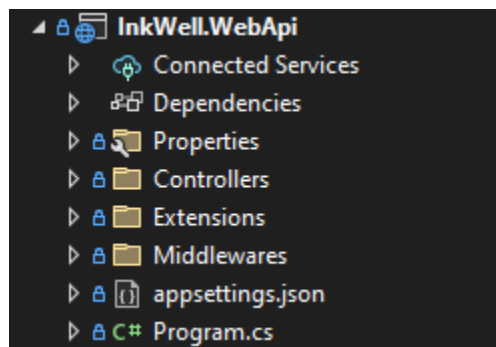 InkWell.WebApi
Connected Services
Dependencies
Properties
Controllers
Extensions
Middlewares
appsettings.json
C# Program.cs